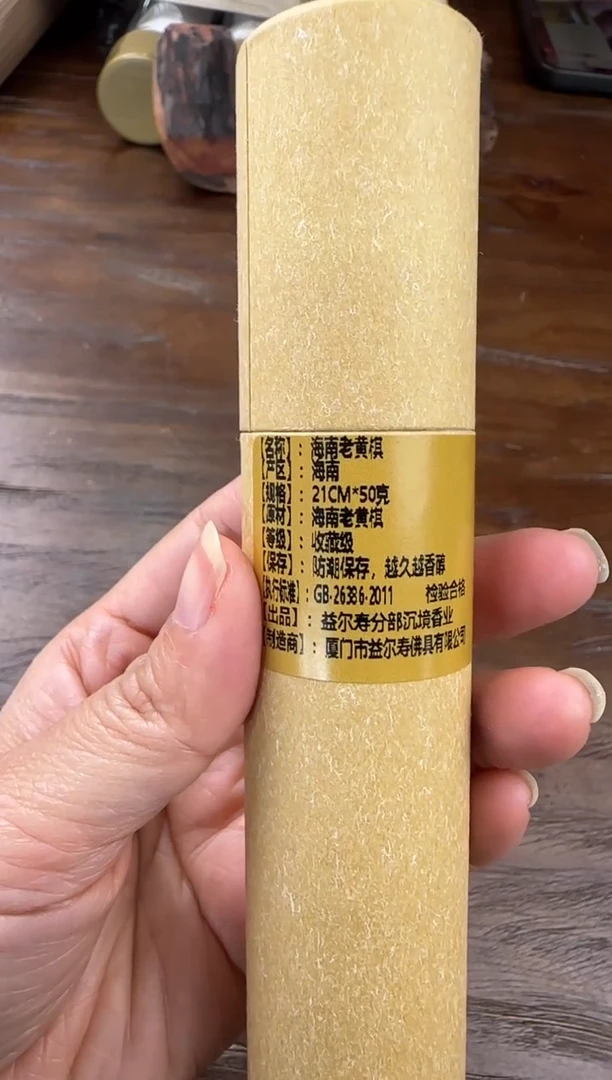 【名称】：海南老黄棋
【产区】：海南
【规格】：21CM*50克
【原材】：海南老黄棋
【等级】：收藏级
【保存】：防潮保存，越久越香醇
【执行标准】：GB-26386-2011 检验合格
【出品】：益尔寿分部沉境香业
【制造商】：厦门市益尔寿佛具有限公司